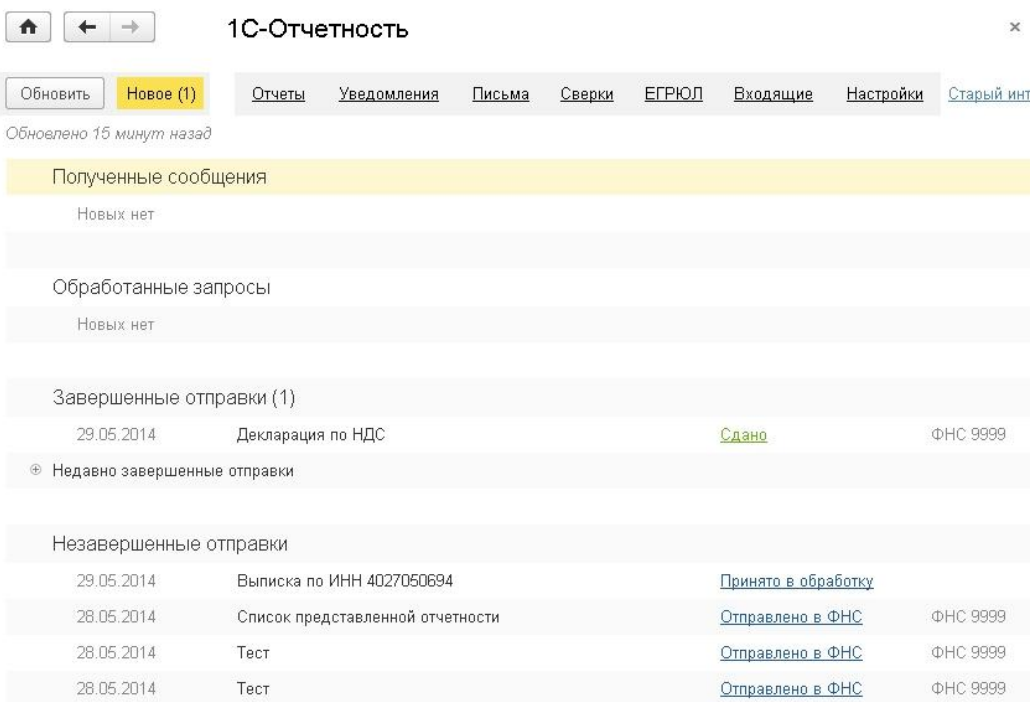 1С-Отчетность
Обновить Новое (1) Отчеты Уведомления Письма Сверки ЕГРЮЛ Входящие Настройки Старый инт
Обновлено 15 минут назад
Полученные сообщения
Новых нет
Обработанные запросы
Новых нет
Завершенные отправки (1)
29.05.2014 Декларация по НДС Сдано ФНС 9999
Недавно завершенные отправки
Незавершенные отправки
29.05.2014 Выписка по ИНН 4027050694 Принято в обработку
28.05.2014 Список представленной отчетности Отправлено в ФНС ФНС 9999
28.05.2014 Тест Отправлено в ФНС ФНС 9999
28.05.2014 Тест Отправлено в ФНС ФНС 9999